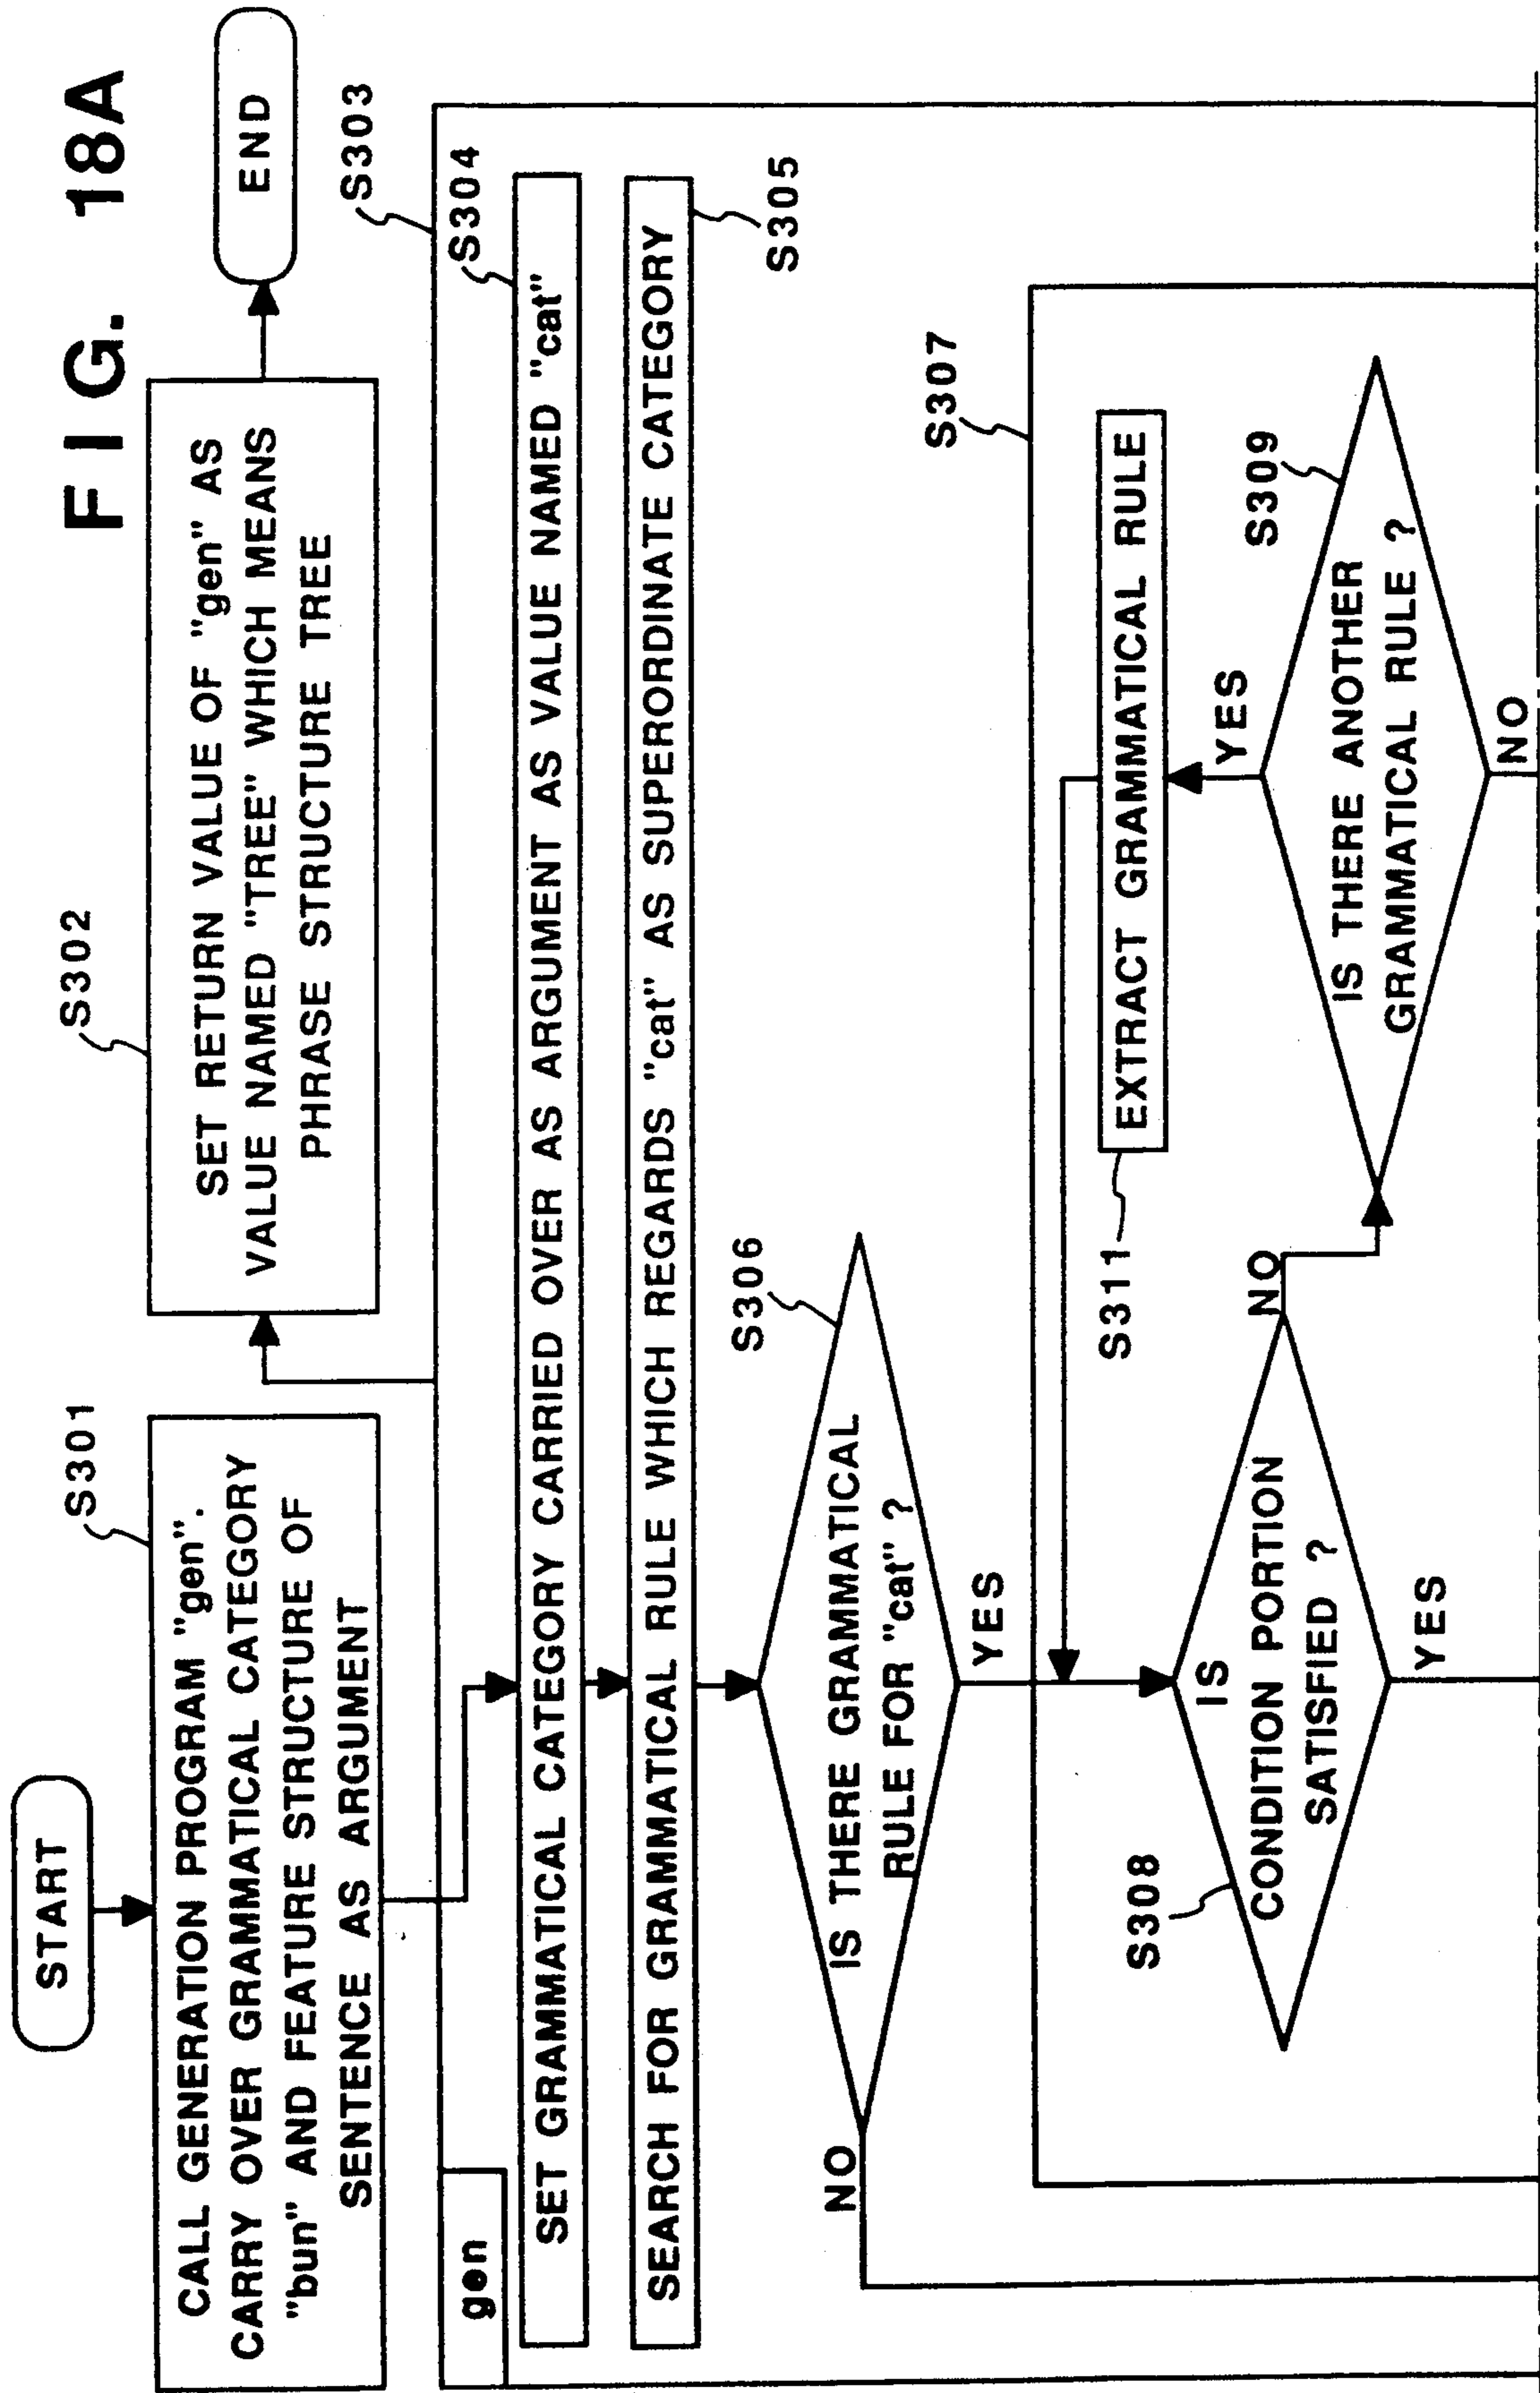 FIG. 18A
START
S301
CALL GENERATION PROGRAM "gen".
CARRY OVER GRAMMATICAL CATEGORY
"bun" AND FEATURE STRUCTURE OF
SENTENCE AS ARGUMENT
S302
SET RETURN VALUE OF "gen" AS
VALUE NAMED "TREE" WHICH MEANS
PHRASE STRUCTURE TREE
END
S303
gen
S304
SET GRAMMATICAL CATEGORY CARRIED OVER AS ARGUMENT AS VALUE NAMED "cat"
SEARCH FOR GRAMMATICAL RULE WHICH REGARDS "cat" AS SUPERORDINATE CATEGORY
S305
S306
IS THERE GRAMMATICAL
RULE FOR "cat" ?
NO
YES
S307
S308
IS
CONDITION PORTION
SATISFIED ?
NO
YES
S311
EXTRACT GRAMMATICAL RULE
YES
S309
IS THERE ANOTHER
GRAMMATICAL RULE ?
NO